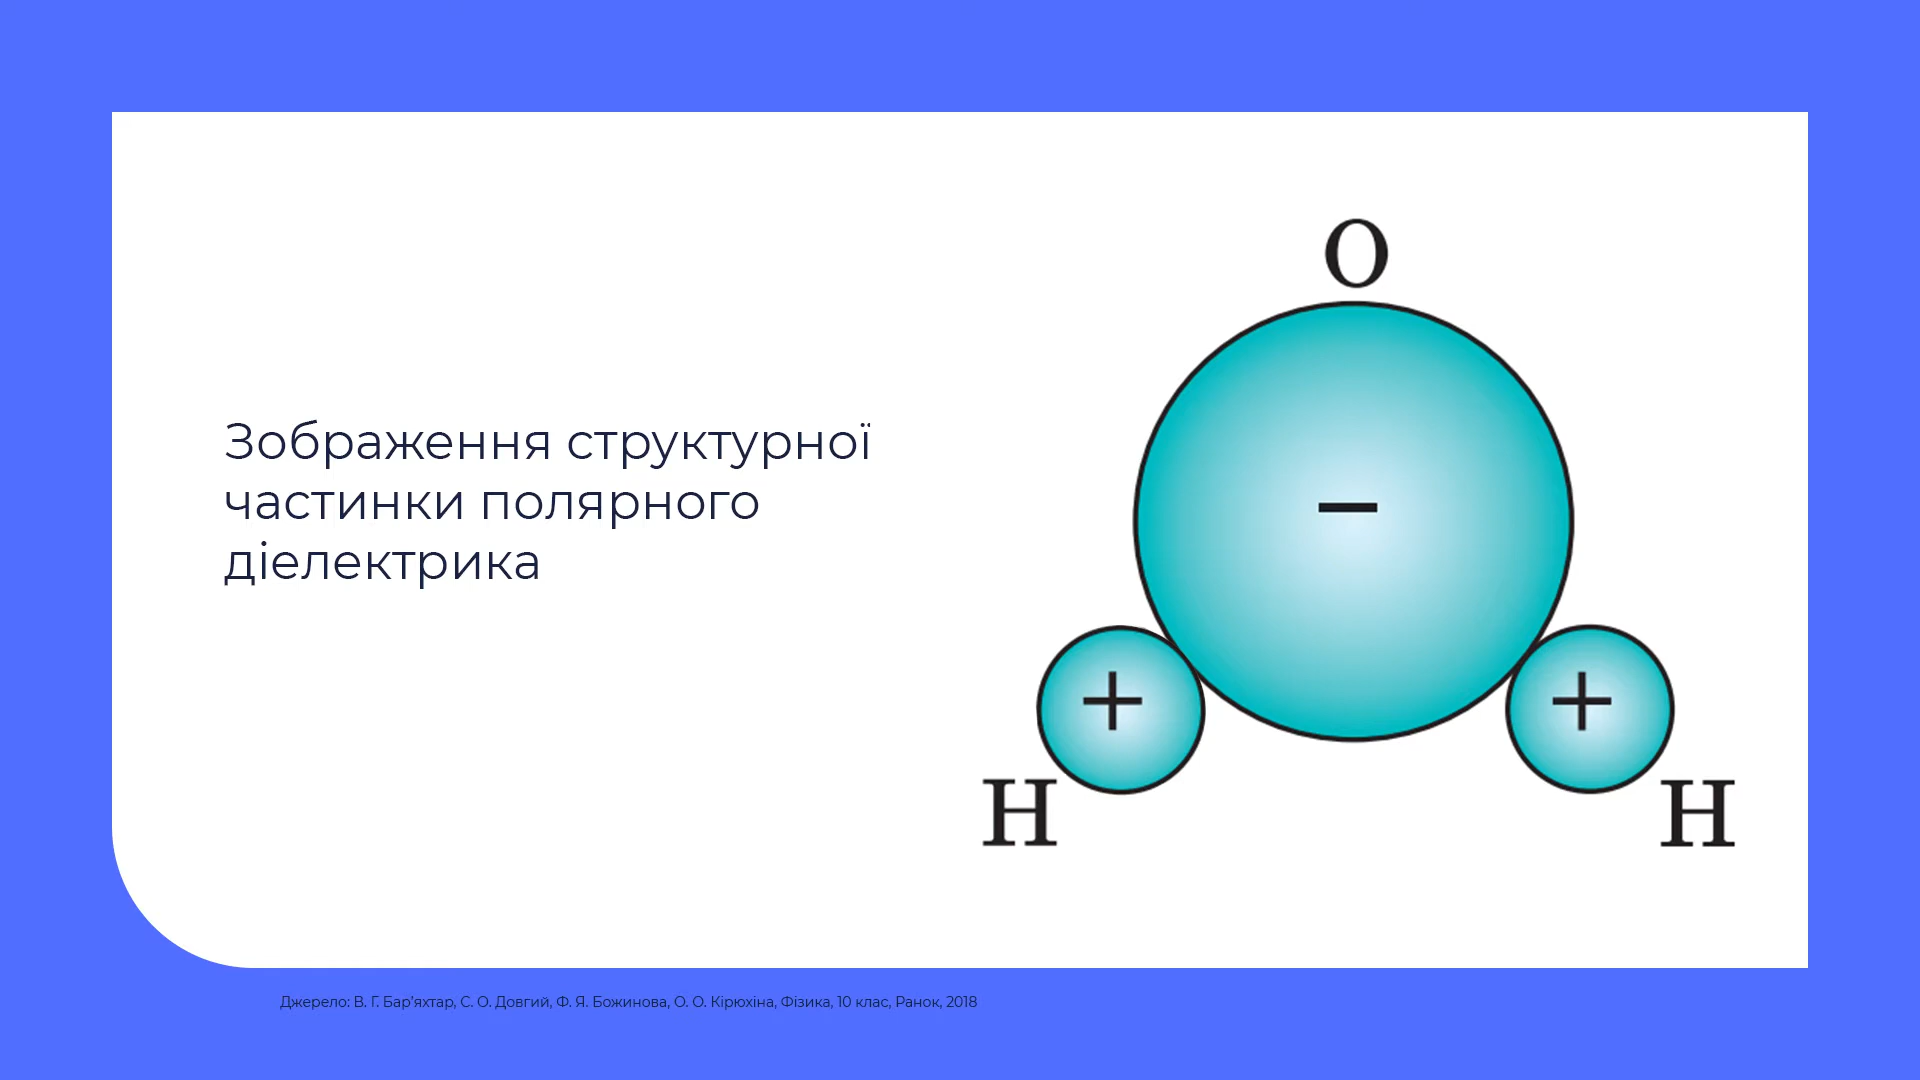 Зображення структурної
частинки полярного
діелектрика
O
−
+
+
H
H
Джерело: В. Г. Бар'яхтар, С. О. Довгий, Ф. Я. Божинова, О. О. Кірюхіна, Фізика, 10 клас, Ранок, 2018